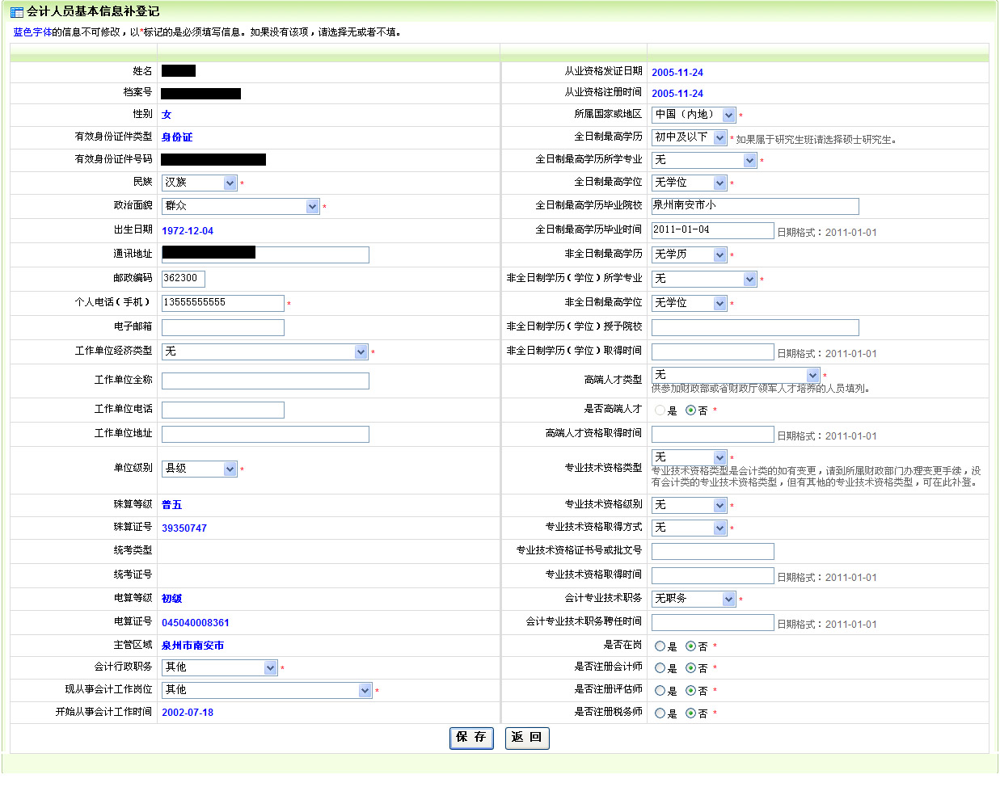 会计人员基本信息补登记
蓝色字体的信息不可修改，以*标记的是必须填写信息。如果没有该项，请选择无或者不填。
姓名 从业资格发证日期 2005-11-24
档案号 从业资格注册时间 2005-11-24
性别 女 所属国家或地区 中国（内地） *
有效身份证件类型 身份证 全日制最高学历 初中及以下 * 如果属于研究生班请选择硕士研究生。
有效身份证件号码 全日制最高学历所学专业 无 *
民族 汉族 * 全日制最高学位 无学位 *
政治面貌 群众 * 全日制最高学历毕业院校 泉州南安市小
出生日期 1972-12-04 全日制最高学历毕业时间 2011-01-04 日期格式：2011-01-01
通讯地址 非全日制最高学历 无学历 *
邮政编码 362300 非全日制学历（学位）所学专业 无 *
个人电话（手机） 13555555555 * 非全日制最高学位 无学位 *
电子邮箱 非全日制学历（学位）授予院校
工作单位经济类型 无 * 非全日制学历（学位）取得时间 日期格式：2011-01-01
工作单位全称 高端人才类型 无 *
供参加财政部或省财政厅领军人才培养的人员填列。
工作单位电话 是否高端人才 是 否 *
工作单位地址 高端人才资格取得时间 日期格式：2011-01-01
单位级别 县级 * 专业技术资格类型 无 *
专业技术资格类型是会计类的如有变更，请到所属财政部门办理变更手续，没
有会计类的专业技术资格类型，但有其他的专业技术资格类型，可在此补登。
珠算等级 普五 专业技术资格级别 无 *
珠算证号 39350747 专业技术资格取得方式 无 *
统考类型 专业技术资格证书号或批文号
统考证号 专业技术资格取得时间 日期格式：2011-01-01
电算等级 初级 会计专业技术职务 无职务 *
电算证号 045040008361 会计专业技术职务聘任时间 日期格式：2011-01-01
主管区域 泉州市南安市 是否在岗 是 否 *
会计行政职务 其他 * 是否注册会计师 是 否 *
现从事会计工作岗位 其他 * 是否注册评估师 是 否 *
开始从事会计工作时间 2002-07-18 是否注册税务师 是 否 *
保 存 返 回